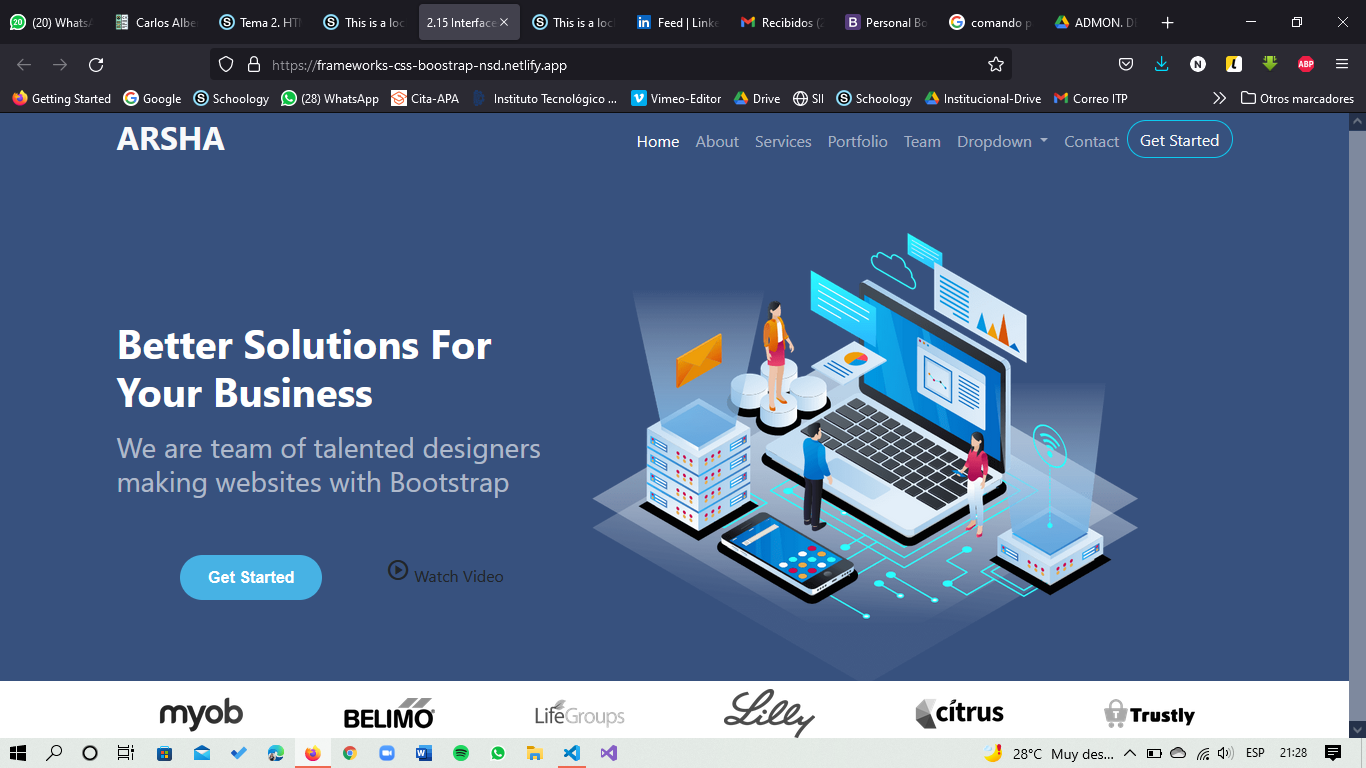 (20) WhatsA
Carlos Albe
Tema 2. HT
This is a loc
2.15 Interface
This is a loc
Feed | Linke
Recibidos (2
Personal Bo
comando p
ADMON. D
https://frameworks-css-boostrap-nsd.netlify.app
Getting Started
Google
Schoology
(28) WhatsApp
Cita-APA
Instituto Tecnológico ...
Vimeo-Editor
Drive
SII
Schoology
Institucional-Drive
Correo ITP
Otros marcadores
ARSHA
Home
About
Services
Portfolio
Team
Dropdown
Contact
Get Started
Better Solutions For
Your Business
We are team of talented designers
making websites with Bootstrap
Get Started
Watch Video
myob
BELIMO
LifeGroups
Lilly
cítrus
Trustly
28°C Muy des...
ESP
21:28